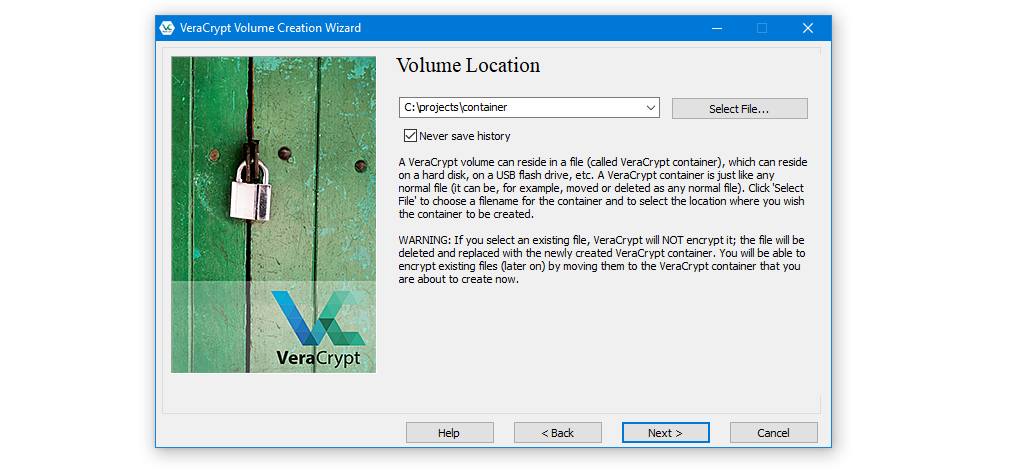 VeraCrypt Volume Creation Wizard
Volume Location
C:\projects\container
Select File...
Never save history
A VeraCrypt volume can reside in a file (called VeraCrypt container), which can reside
on a hard disk, on a USB flash drive, etc. A VeraCrypt container is just like any
normal file (it can be, for example, moved or deleted as any normal file). Click 'Select
File' to choose a filename for the container and to select the location where you wish
the container to be created.
WARNING: If you select an existing file, VeraCrypt will NOT encrypt it; the file will be
deleted and replaced with the newly created VeraCrypt container. You will be able to
encrypt existing files (later on) by moving them to the VeraCrypt container that you
are about to create now.
VeraCrypt
Help
< Back
Next >
Cancel